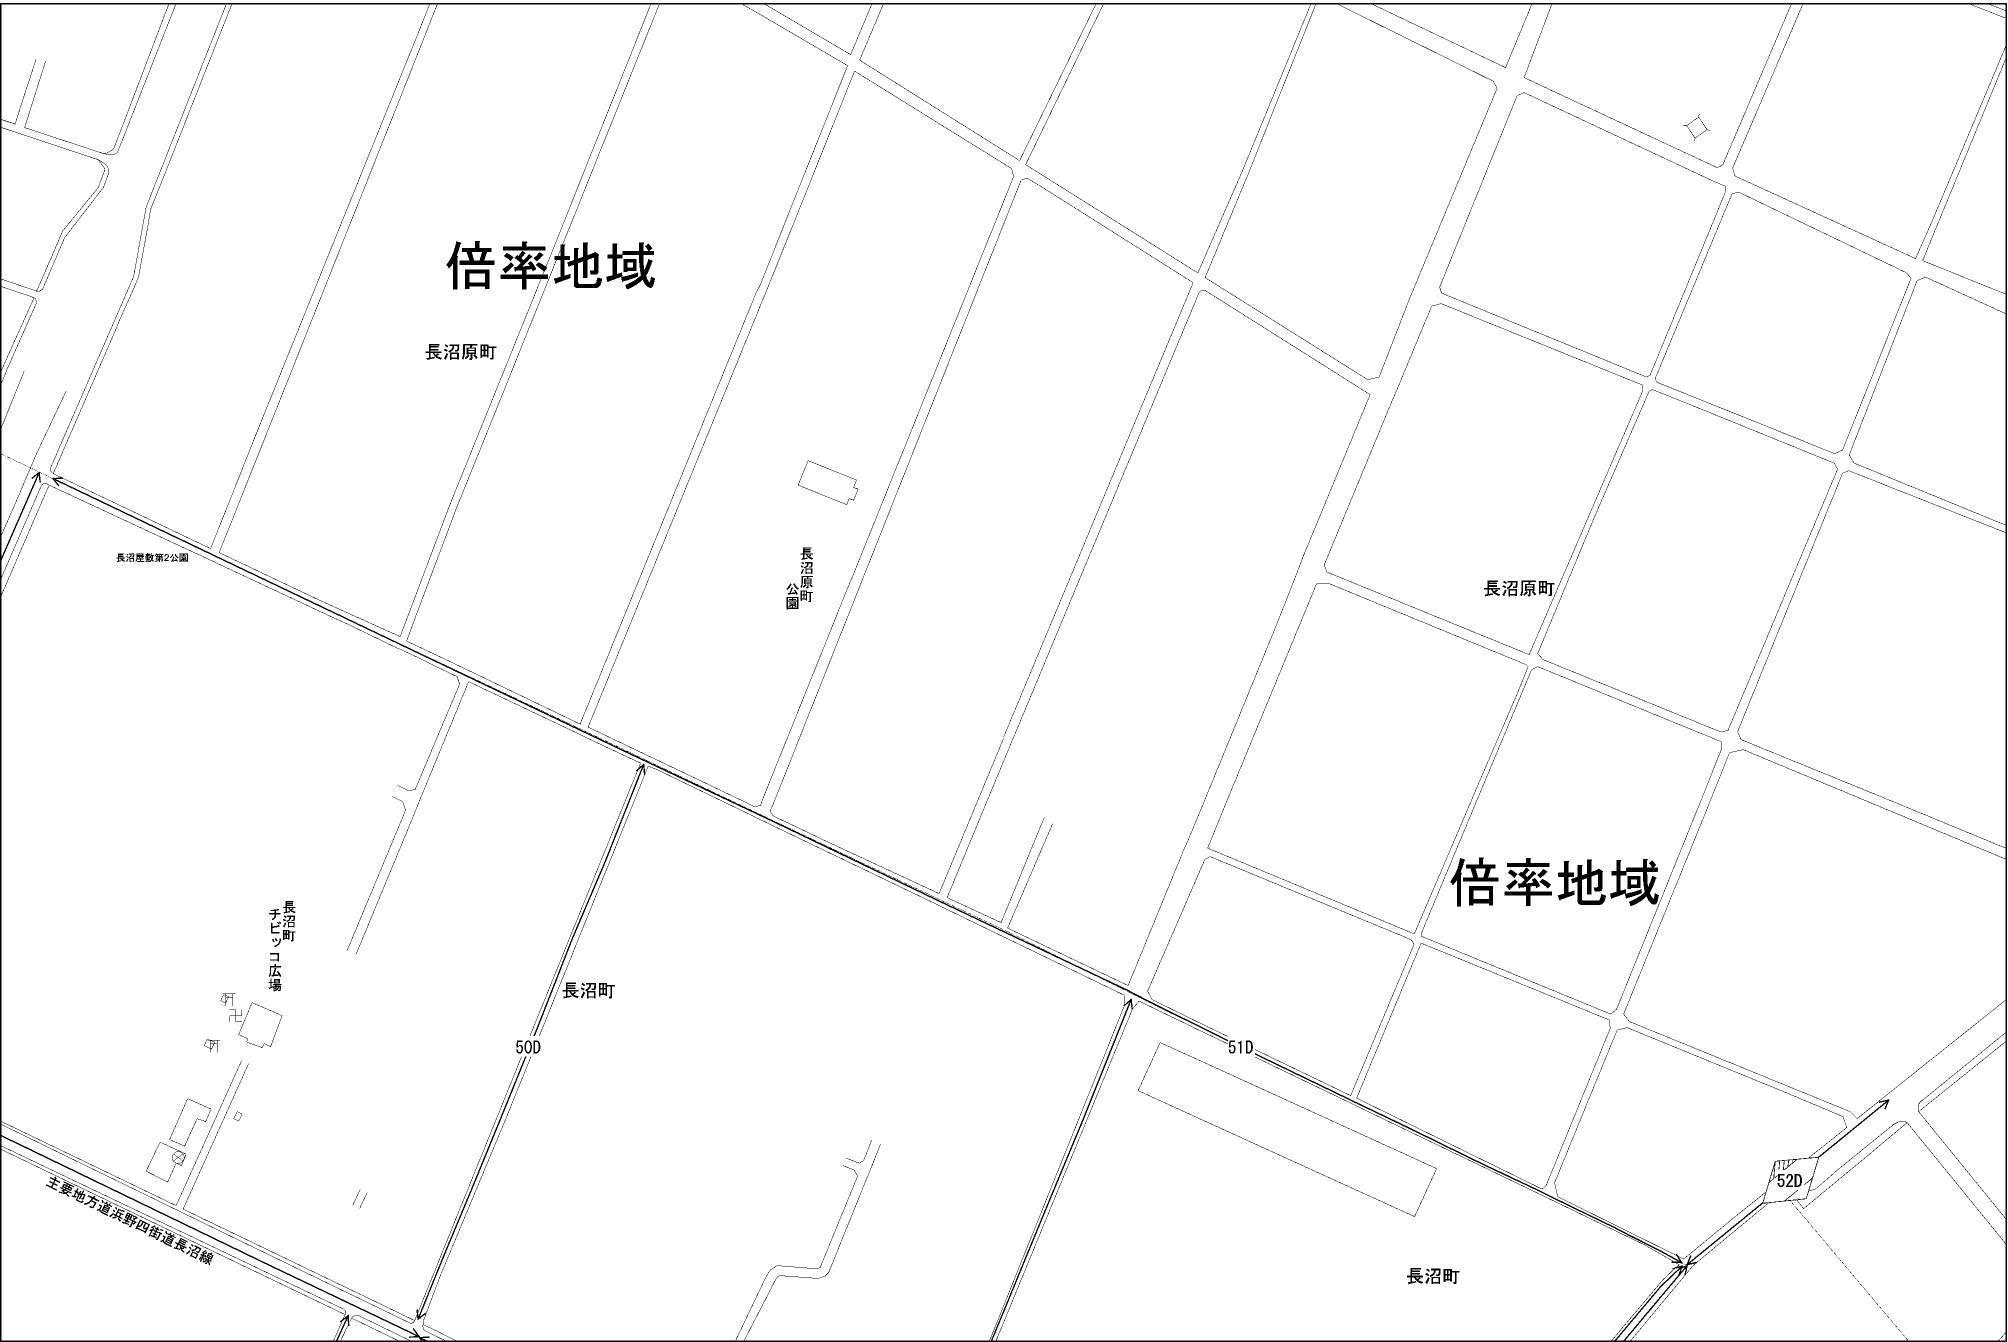 倍率地域
長沼原町
長沼屋敷第2公園
長沼原町
公園
長沼原町
倍率地域
長沼町
チビッコ広場
長沼町
50D
51D
52D
主要地方道浜野四街道長沼線
長沼町